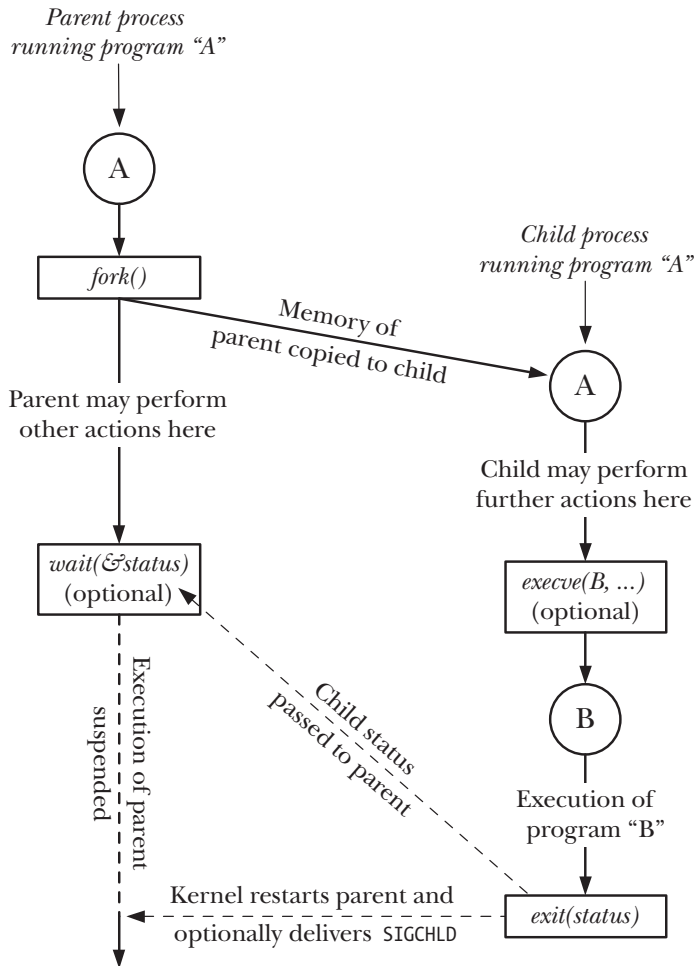 Parent process
running program “A”
A
fork()
Child process
running program “A”
Memory of
parent copied to child
A
Parent may perform
other actions here
Child may perform
further actions here
wait(&status)
(optional)
execve(B, ...)
(optional)
B
Execution of parent
suspended
Child status
passed to parent
Execution of
program “B”
Kernel restarts parent and
optionally delivers SIGCHLD
exit(status)